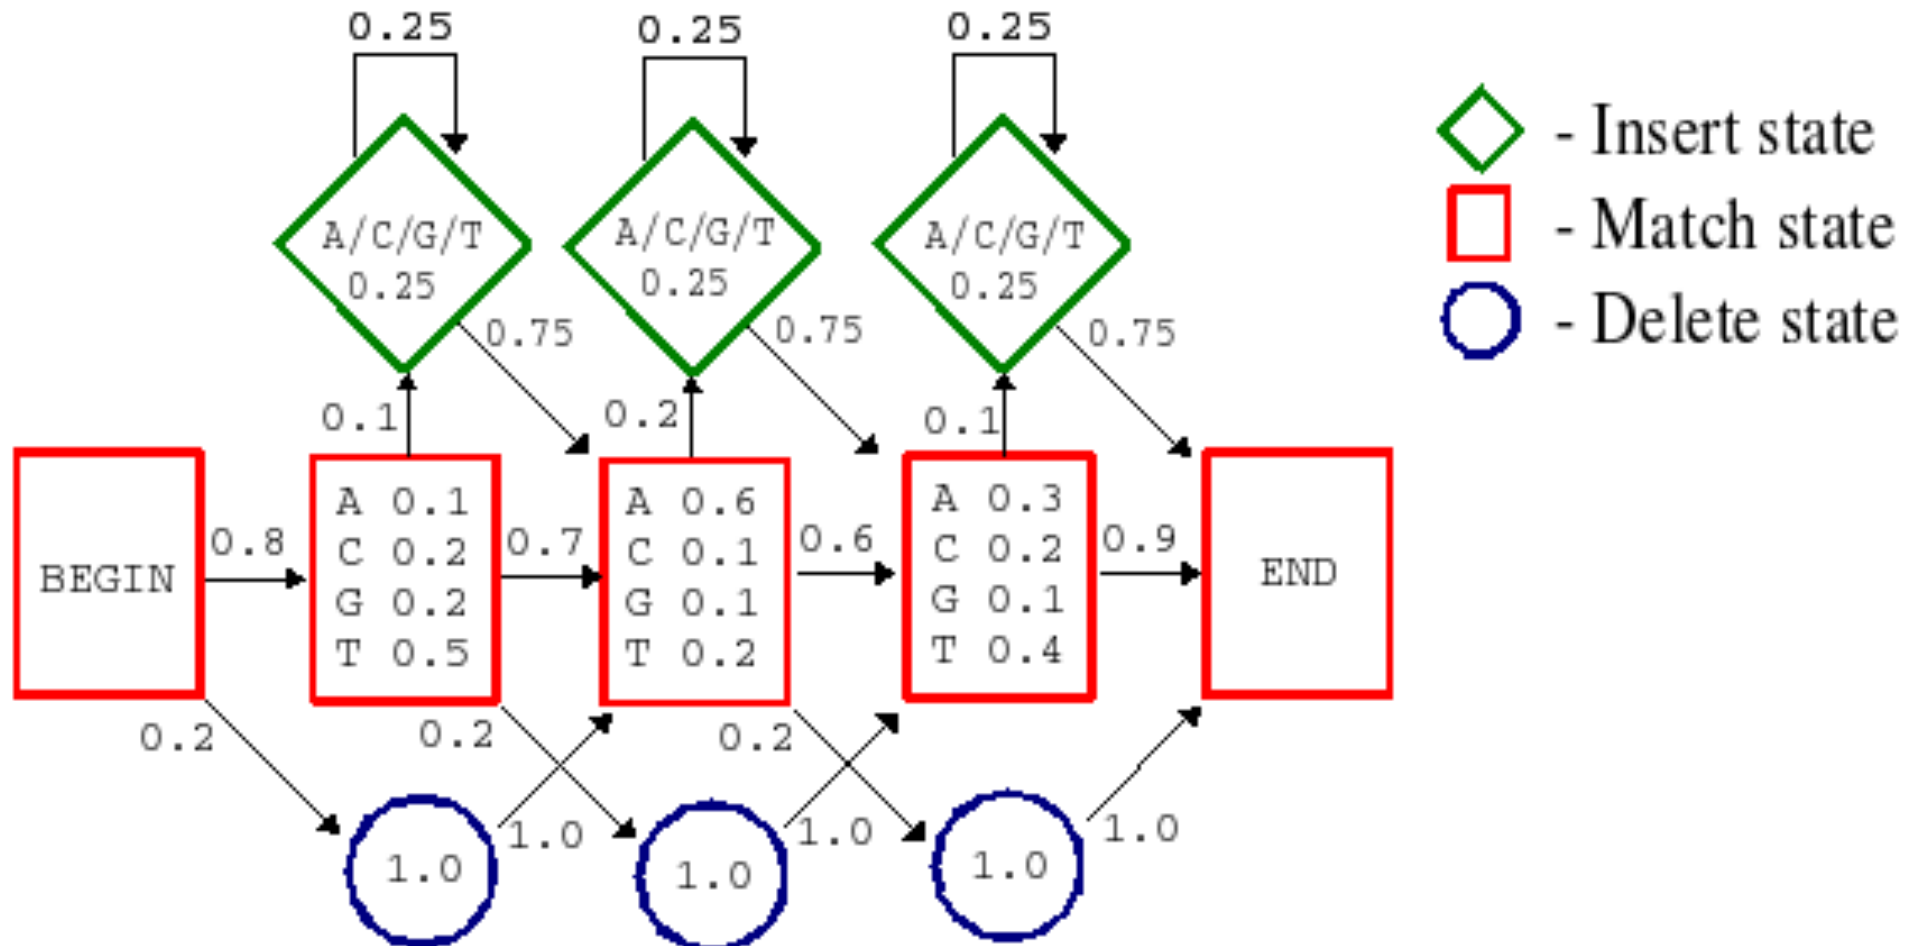 0.25
0.25
0.25
A/C/G/T
0.25
A/C/G/T
0.25
A/C/G/T
0.25
- Insert state
- Match state
- Delete state
0.75
0.75
0.75
0.1
0.2
0.1
BEGIN
0.8
A 0.1
C 0.2
G 0.2
T 0.5
0.7
A 0.6
C 0.1
G 0.1
T 0.2
0.6
A 0.3
C 0.2
G 0.1
T 0.4
0.9
END
0.2
0.2
0.2
1.0
1.0
1.0
1.0
1.0
1.0